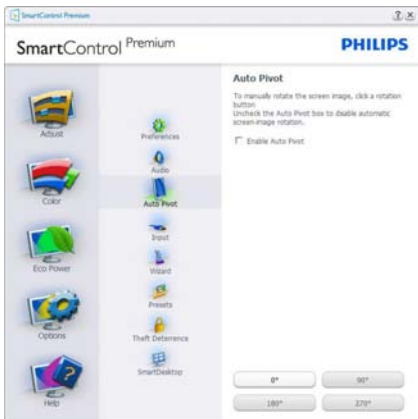 SmartControl Premium
SmartControl Premium
PHILIPS
Adjust
Color
Eco Power
Options
Help
Preferences
Audio
Auto Pivot
Input
Wizard
Presets
Theft Deterrence
SmartDesktop
Auto Pivot
To manually rotate the screen image, click a rotation
button
Uncheck the Auto Pivot box to disable automatic
screen-image rotation.
Enable Auto Pivot
0°
90°
180°
270°